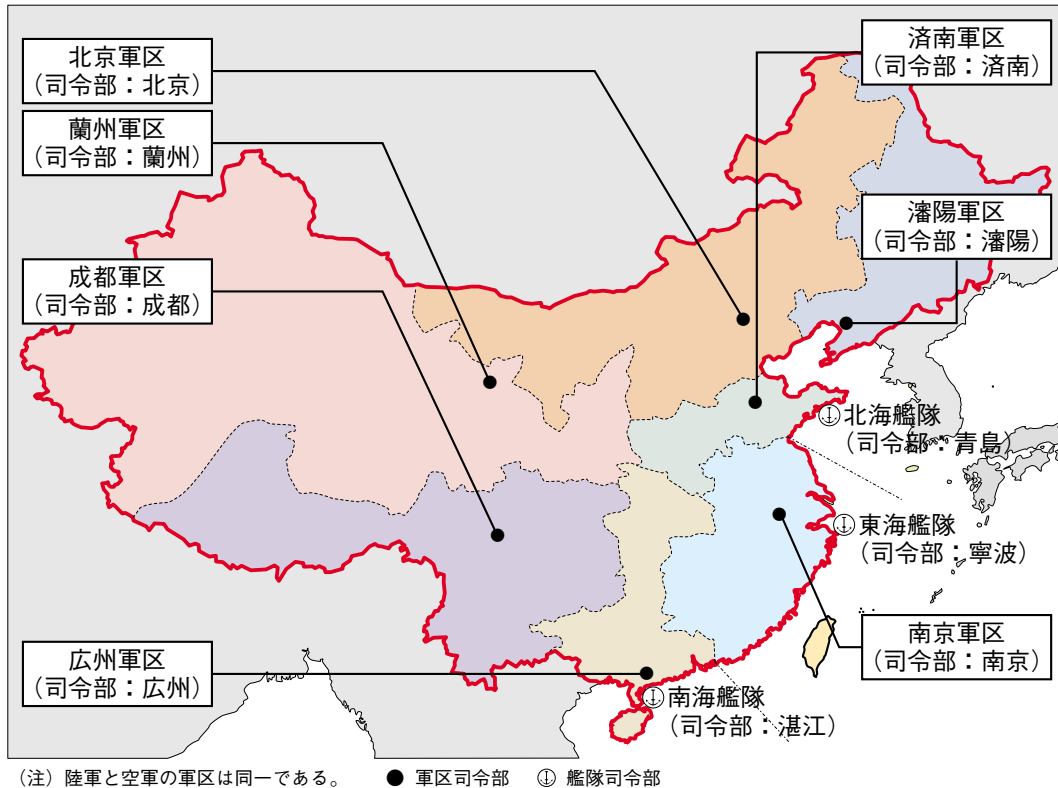 北京軍区
（司令部：北京）
済南軍区
（司令部：済南）
蘭州軍区
（司令部：蘭州）
瀋陽軍区
（司令部：瀋陽）
成都軍区
（司令部：成都）
北海艦隊
（司令部：青島）
東海艦隊
（司令部：寧波）
南京軍区
（司令部：南京）
広州軍区
（司令部：広州）
南海艦隊
（司令部：湛江）
（注）陸軍と空軍の軍区は同一である。 ● 軍区司令部 艦隊司令部